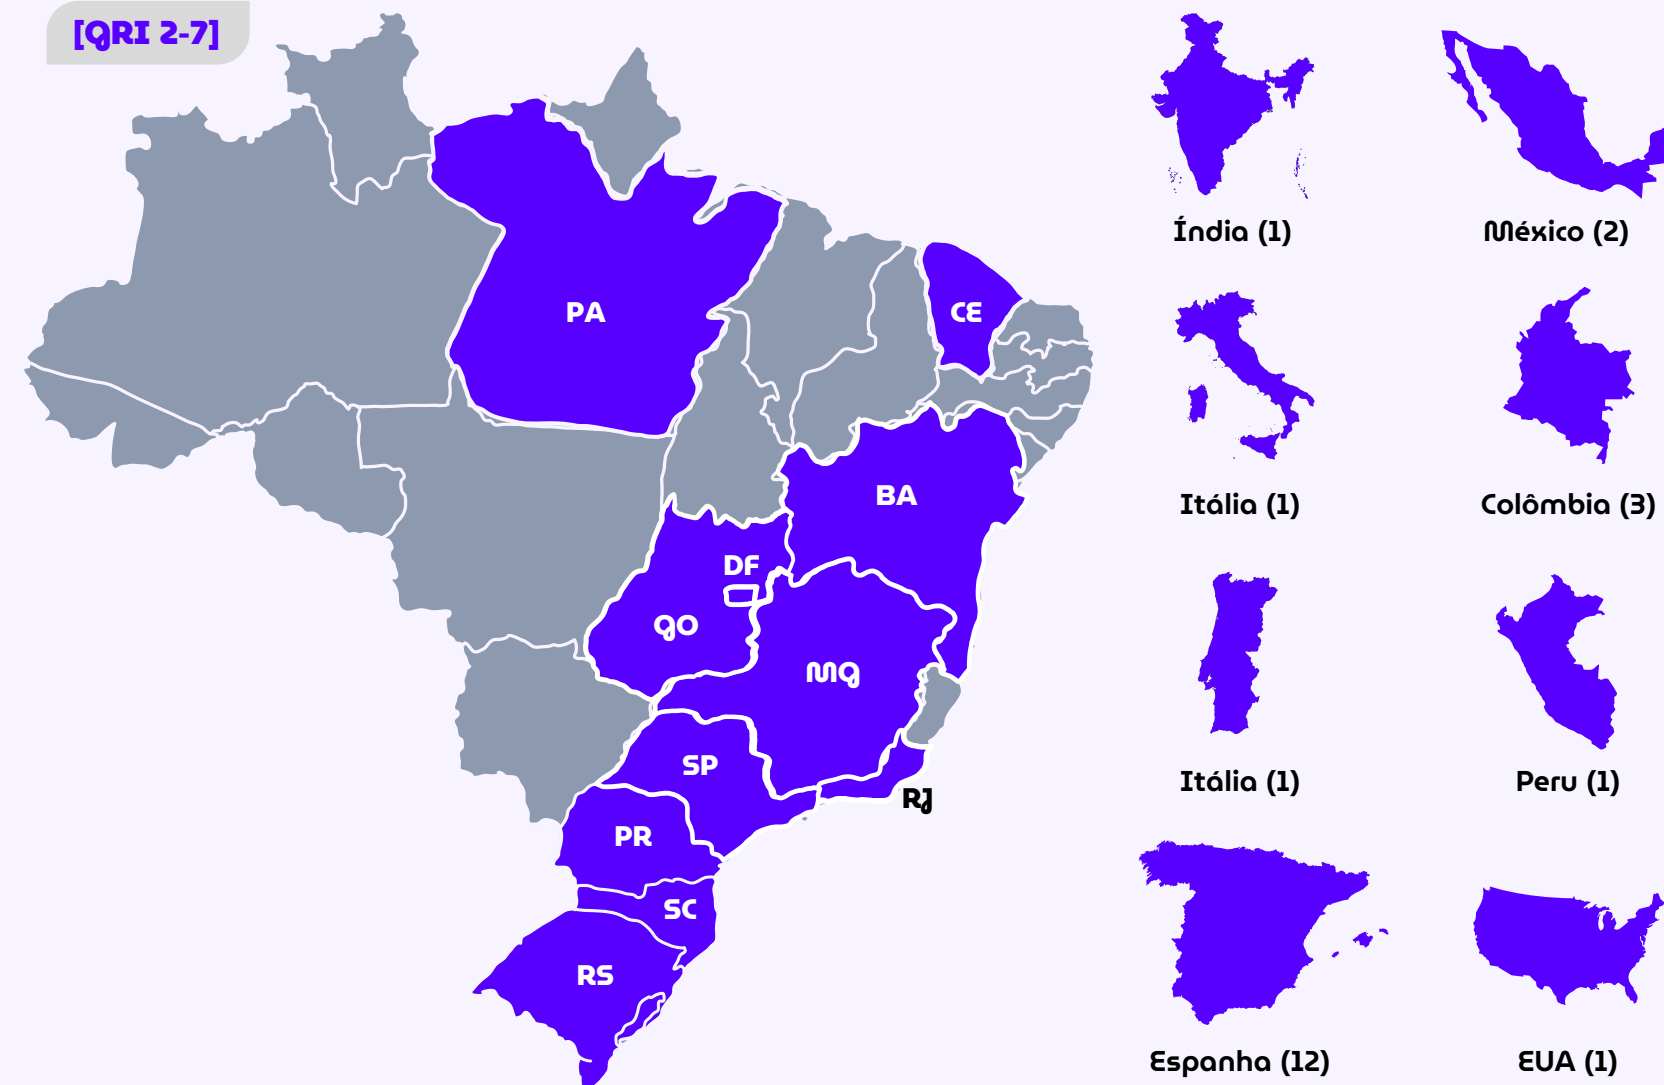 [GRI 2-7]
PA
CE
BA
DF
GO
MG
SP
RJ
PR
SC
RS
Índia (1)
México (2)
Itália (1)
Colômbia (3)
Itália (1)
Peru (1)
Espanha (12)
EUA (1)